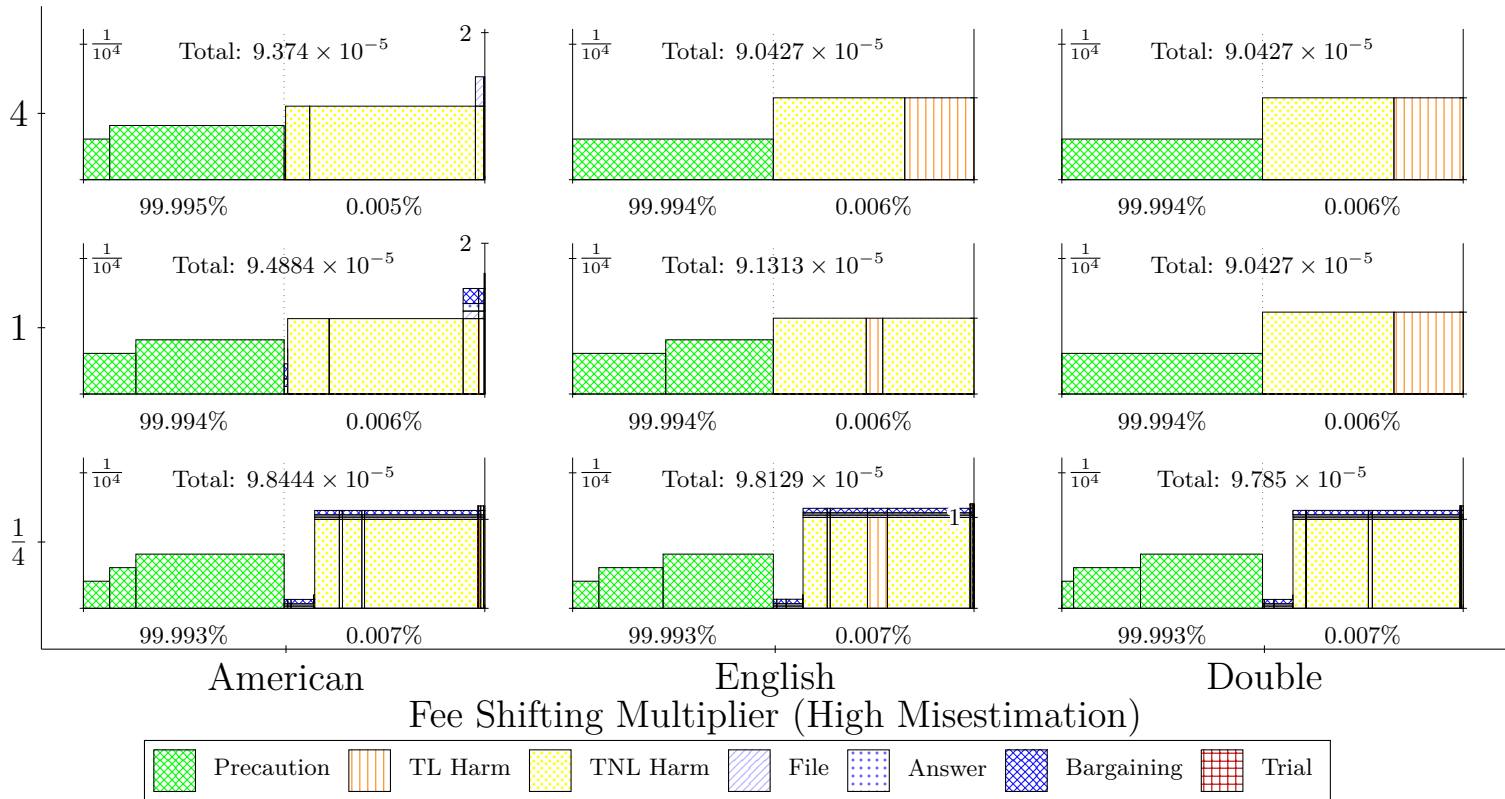 1/10^4 Total: 9.374 × 10^−5 2 1/10^4 Total: 9.0427 × 10^−5 1/10^4 Total: 9.0427 × 10^−5
4
99.995% 0.005% 99.994% 0.006% 99.994% 0.006%
1/10^4 Total: 9.4884 × 10^−5 2 1/10^4 Total: 9.1313 × 10^−5 1/10^4 Total: 9.0427 × 10^−5
1
99.994% 0.006% 99.994% 0.006% 99.994% 0.006%
1/10^4 Total: 9.8444 × 10^−5 1/10^4 Total: 9.8129 × 10^−5 1/10^4 Total: 9.785 × 10^−5
1/4 1
99.993% 0.007% 99.993% 0.007% 99.993% 0.007%
American English Double
Fee Shifting Multiplier (High Misestimation)
Precaution TL Harm TNL Harm File Answer Bargaining Trial